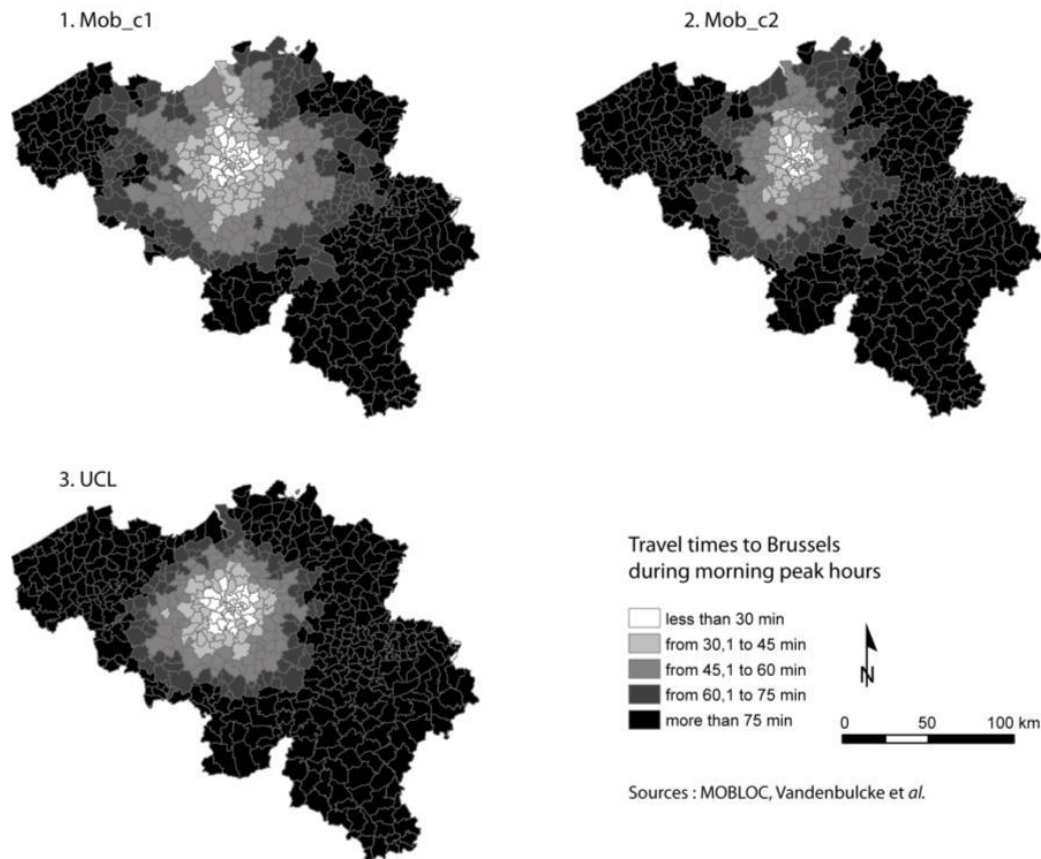 1. Mob_c1
2. Mob_c2
3. UCL
Travel times to Brussels
during morning peak hours
less than 30 min
from 30,1 to 45 min
from 45,1 to 60 min
from 60,1 to 75 min
more than 75 min
N
0 50 100 km
Sources : MOBLOC, Vandenbulcke et al.